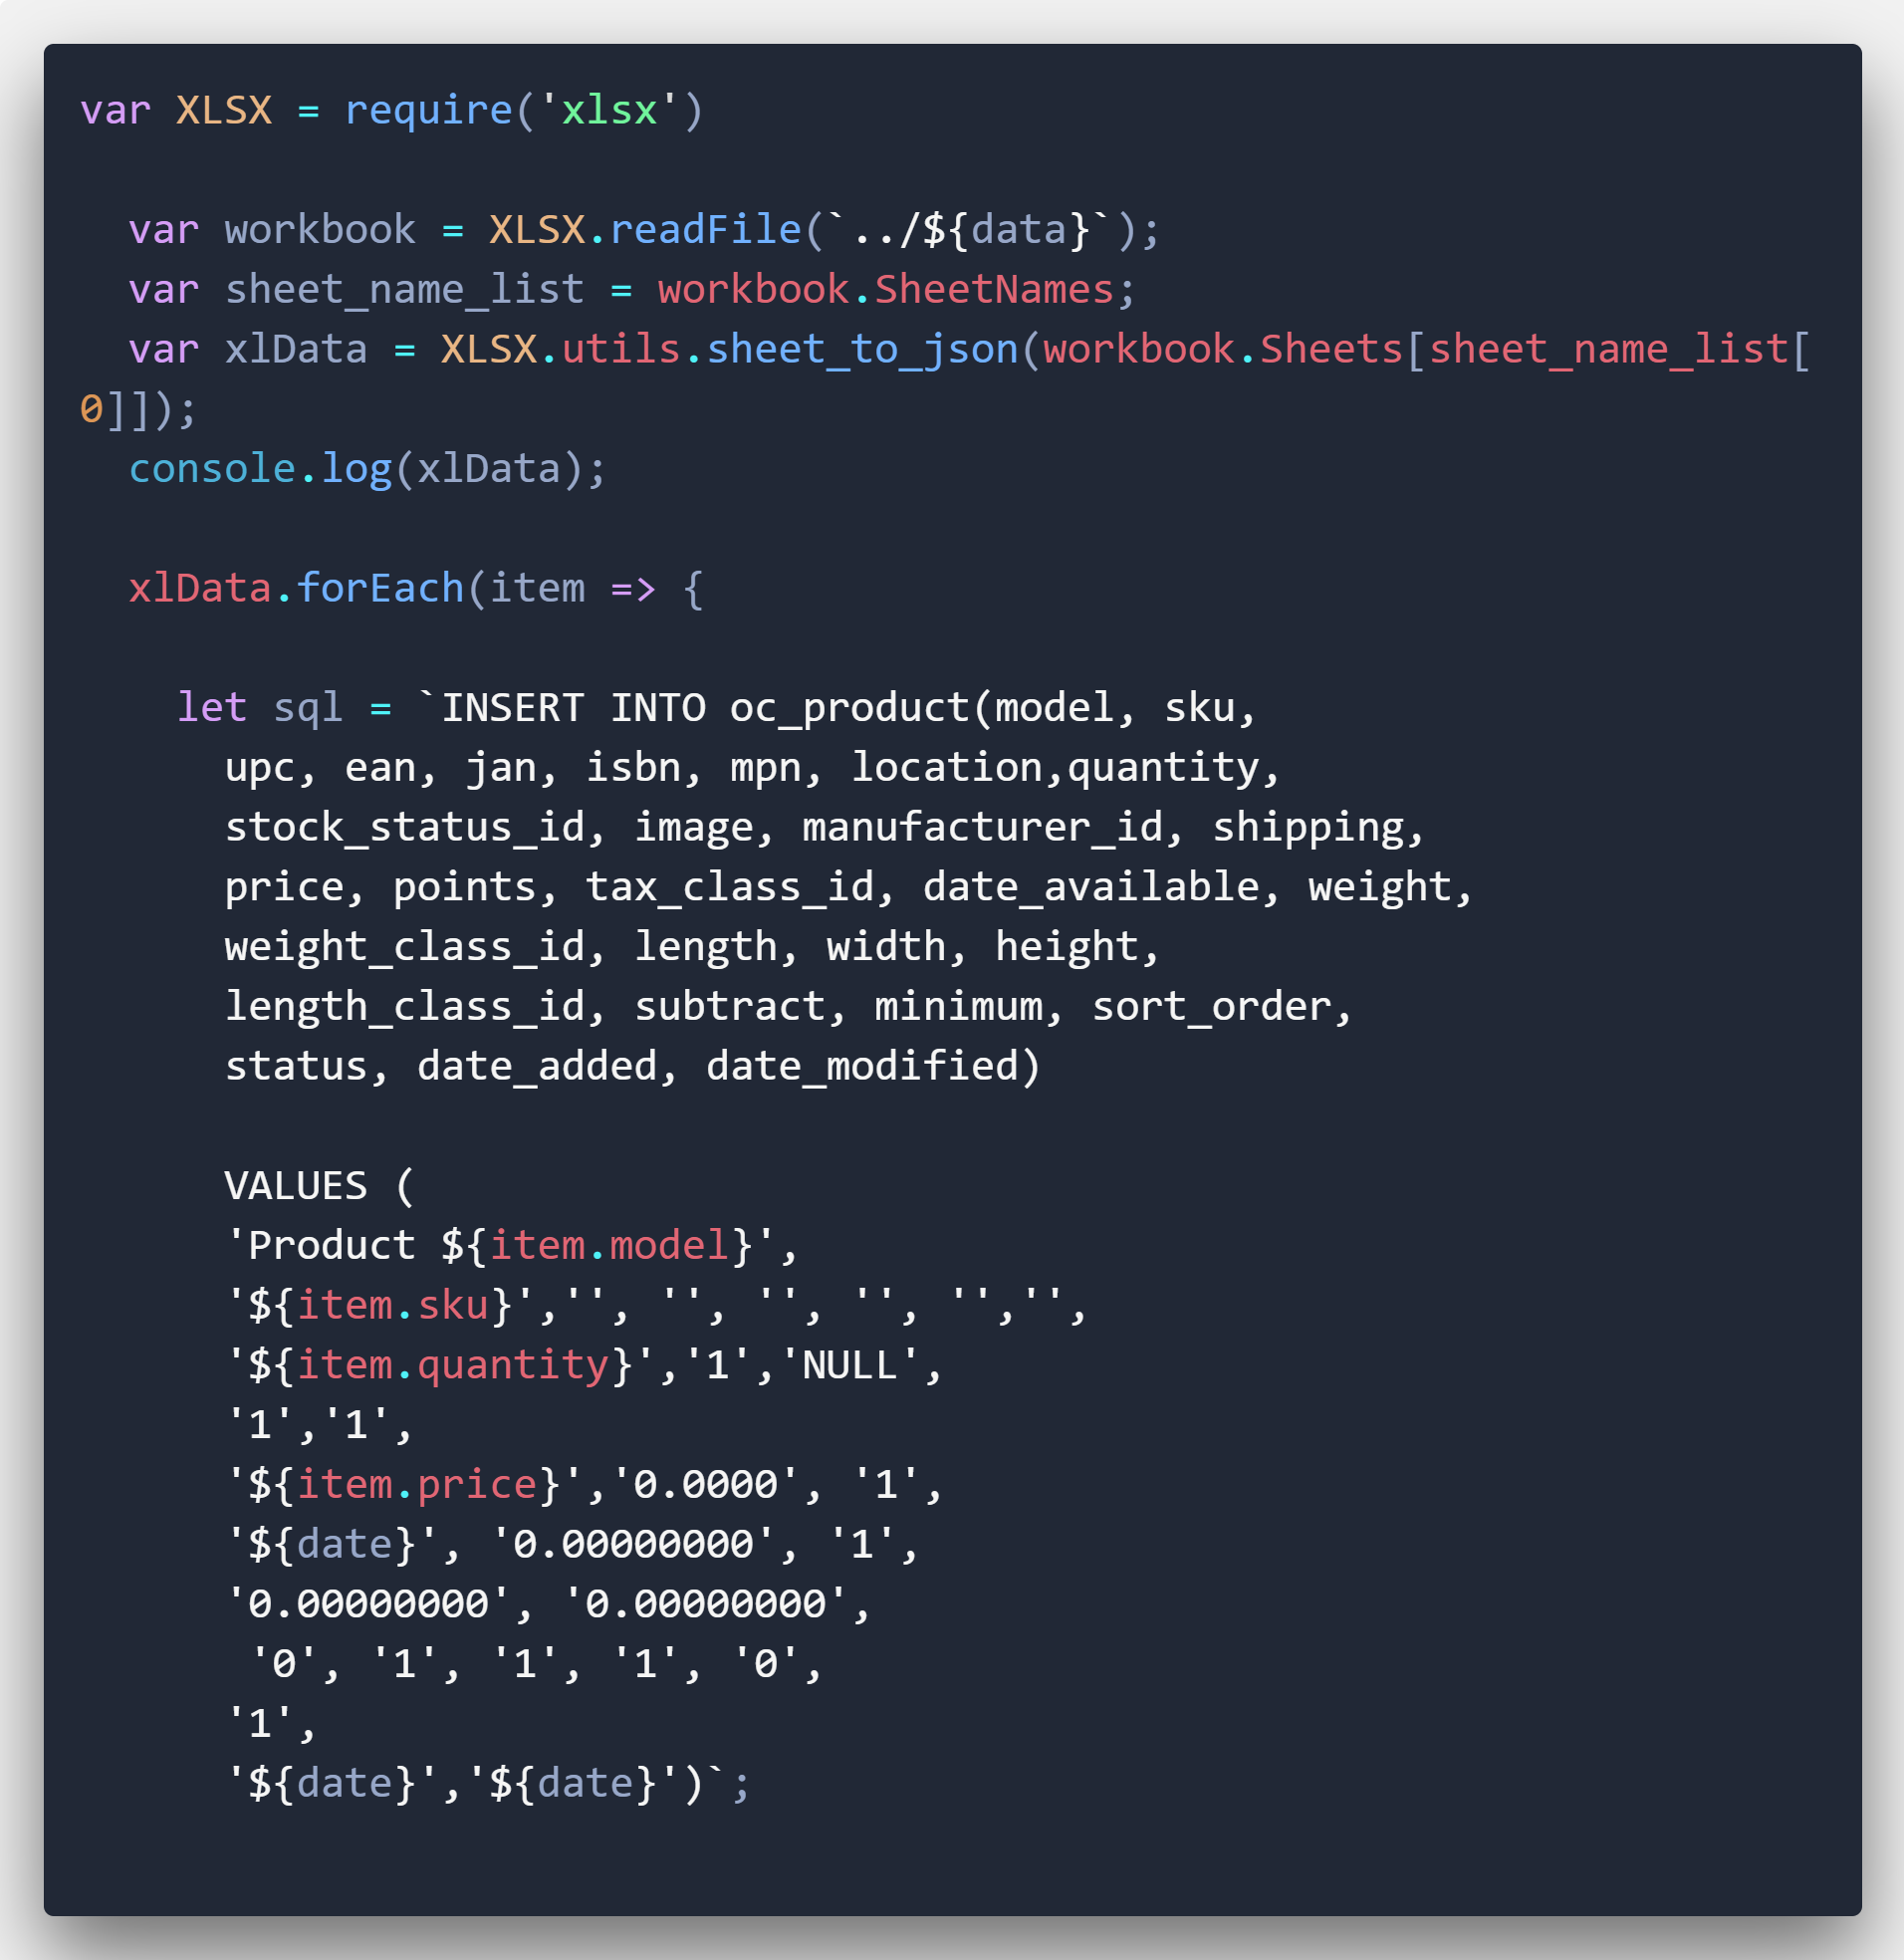 var XLSX = require('xlsx')
var workbook = XLSX.readFile(`../${data}`);
var sheet_name_list = workbook.SheetNames;
var xlData = XLSX.utils.sheet_to_json(workbook.Sheets[sheet_name_list[
0]]);
console.log(xlData);
xlData.forEach(item => {
let sql = `INSERT INTO oc_product(model, sku,
upc, ean, jan, isbn, mpn, location,quantity,
stock_status_id, image, manufacturer_id, shipping,
price, points, tax_class_id, date_available, weight,
weight_class_id, length, width, height,
length_class_id, subtract, minimum, sort_order,
status, date_added, date_modified)
VALUES (
'Product ${item.model}',
'${item.sku}','', '', '', '', '','',
'${item.quantity}','1','NULL',
'1','1',
'${item.price}','0.0000', '1',
'${date}', '0.00000000', '1',
'0.00000000', '0.00000000',
'0', '1', '1', '1', '0',
'1',
'${date}','${date}')`;